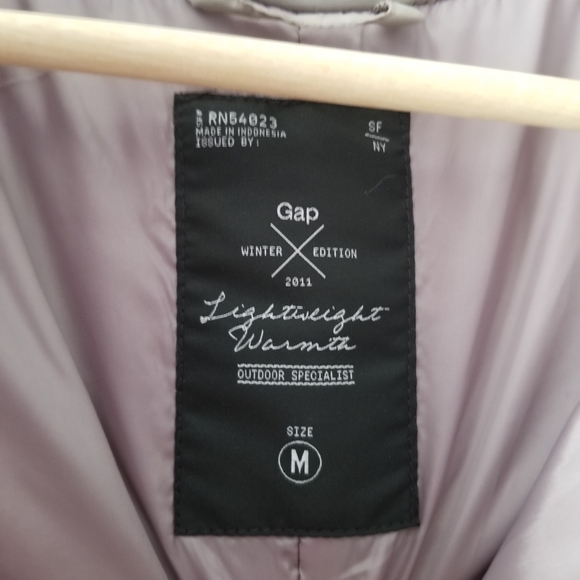 RN54023
MADE IN INDONESIA
ISSUED BY:
SF
NY
Gap
WINTER EDITION
2011
Lightweight
Warmth
OUTDOOR SPECIALIST
SIZE
M